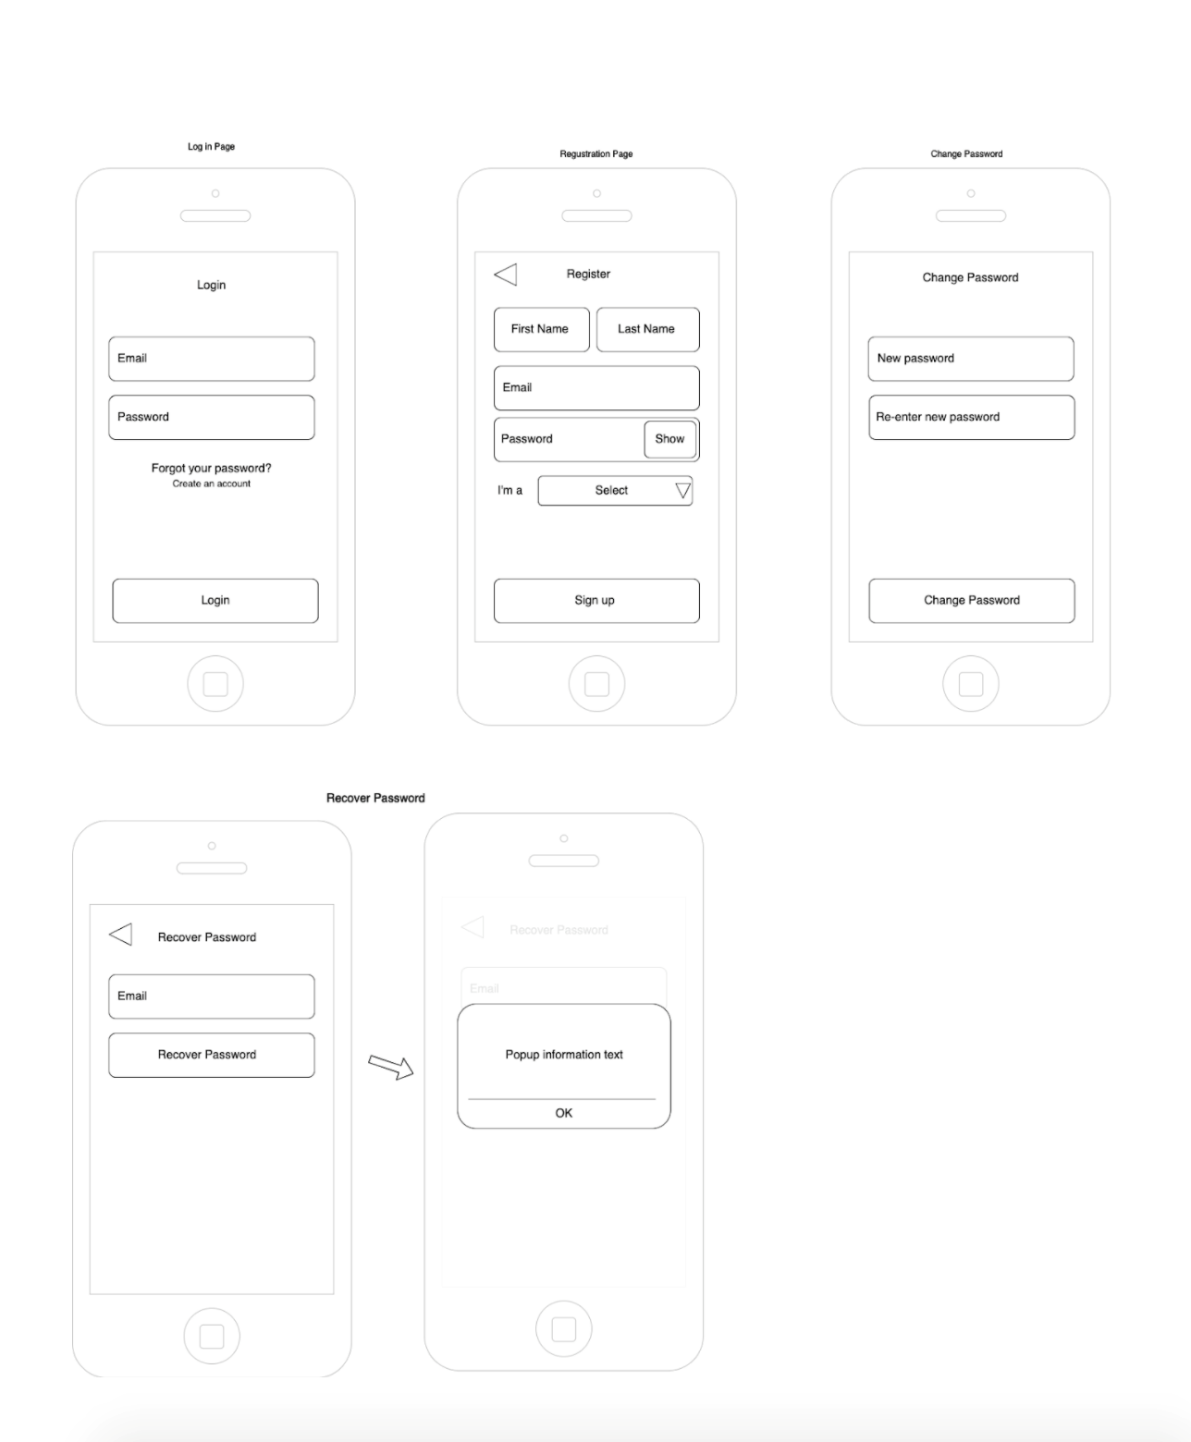 Log in Page
Regustration Page
Change Password
Login
Email
Password
Forgot your password?
Create an account
Login
Register
First Name
Last Name
Email
Password
Show
I'm a
Select
Sign up
Change Password
New password
Re-enter new password
Change Password
Recover Password
Recover Password
Email
Recover Password
Recover Password
Email
Popup information text
OK